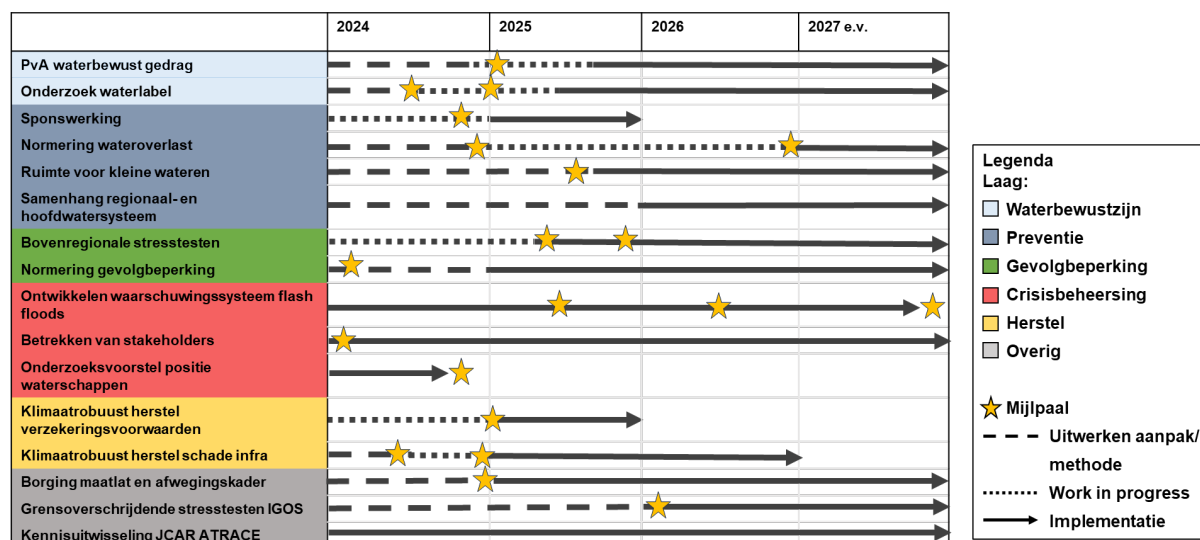 2024
2025
2026
2027 e.v.
PvA waterbewust gedrag
Onderzoek waterlabel
Sponswerking
Normering wateroverlast
Ruimte voor kleine wateren
Samenhang regionaal- en
hoofdwatersysteem
Bovenregionale stresstesten
Normering gevolgbeperking
Ontwikkelen waarschuwingssysteem flash
floods
Betrekken van stakeholders
Onderzoeksvoorstel positie
waterschappen
Klimaatrobuust herstel
verzekeringsvoorwaarden
Klimaatrobuust herstel schade infra
Borging maatlat en afwegingskader
Grensoverschrijdende stresstesten IGOS
Kennisuitwisseling JCAR ATRACE
Legenda
Laag:
Waterbewustzijn
Preventie
Gevolgbeperking
Crisisbeheersing
Herstel
Overig
Mijlpaal
Uitwerken aanpak/
methode
Work in progress
Implementatie